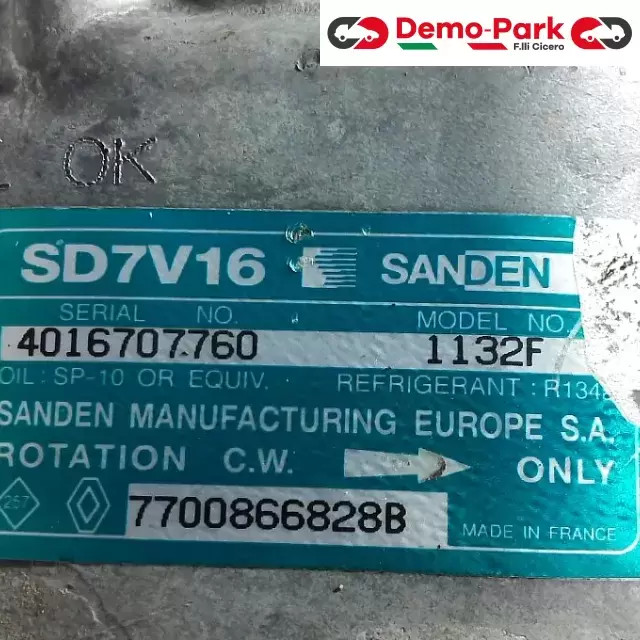 Demo-Park
F.lli Cicero
OK
SD7V16 SANDEN
SERIAL NO. MODEL NO.
4016707760 1132F
OIL: SP-10 OR EQUIV. REFRIGERANT: R134
SANDEN MANUFACTURING EUROPE S.A.
ROTATION C.W. ONLY
267
7700866828B
MADE IN FRANCE